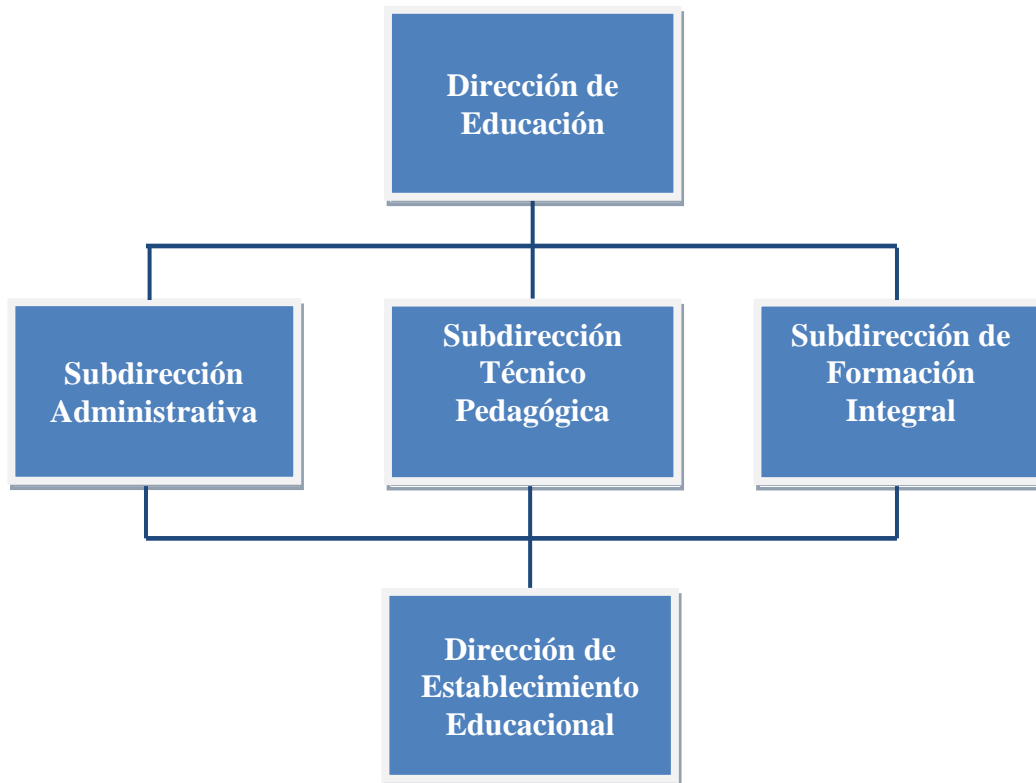 Dirección de
Educación
Subdirección
Administrativa
Subdirección
Técnico
Pedagógica
Subdirección de
Formación
Integral
Dirección de
Establecimiento
Educacional